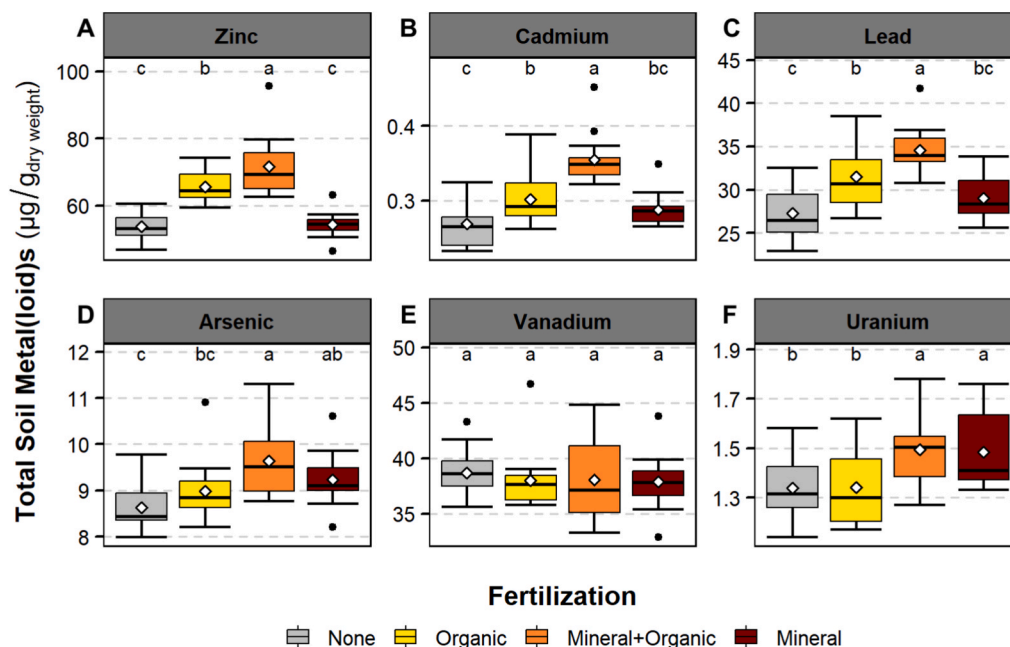 A
Zinc
B
Cadmium
C
Lead
100
80
60
c b a c
0.4
0.3
c b a bc
45
40
35
30
25
c b a bc
Total Soil Metal(loid)s (µg/g dry weight)
D
Arsenic
E
Vanadium
F
Uranium
12
11
10
9
8
c bc a ab
50
45
40
35
a a a a
1.9
1.7
1.5
1.3
b b a a
Fertilization
None Organic Mineral+Organic Mineral